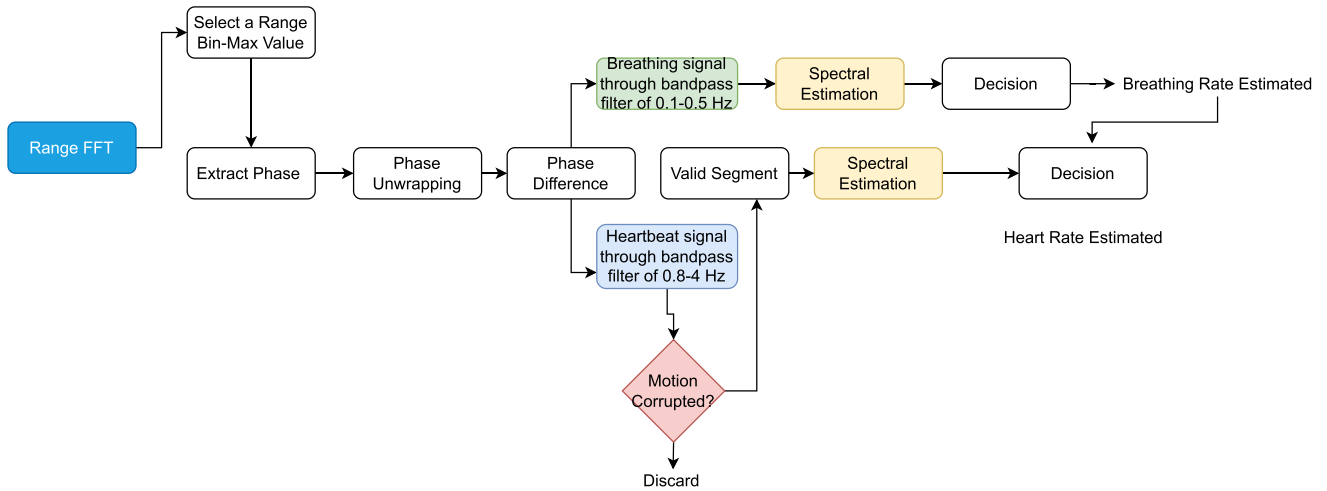 Select a Range
Bin-Max Value
Range FFT
Extract Phase
Phase
Unwrapping
Phase
Difference
Breathing signal
through bandpass
filter of 0.1-0.5 Hz
Spectral
Estimation
Decision
Breathing Rate Estimated
Heartbeat signal
through bandpass
filter of 0.8-4 Hz
Motion
Corrupted?
Discard
Valid Segment
Spectral
Estimation
Decision
Heart Rate Estimated